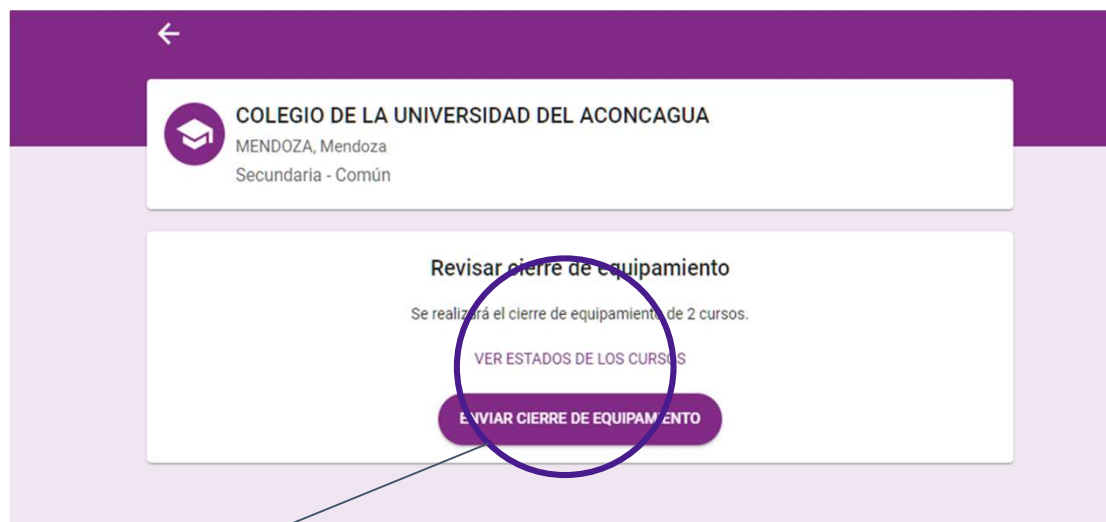 COLEGIO DE LA UNIVERSIDAD DEL ACONCAGUA
MENDOZA, Mendoza
Secundaria - Común
Revisar cierre de equipamiento
Se realizará el cierre de equipamiento de 2 cursos.
VER ESTADOS DE LOS CURSOS
ENVIAR CIERRE DE EQUIPAMIENTO